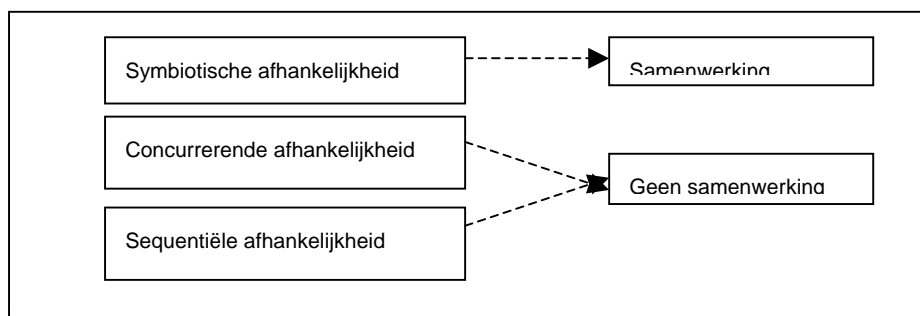 Symbiotische afhankelijkheid
Samenwerking
Concurrerende afhankelijkheid
Geen samenwerking
Sequentiële afhankelijkheid